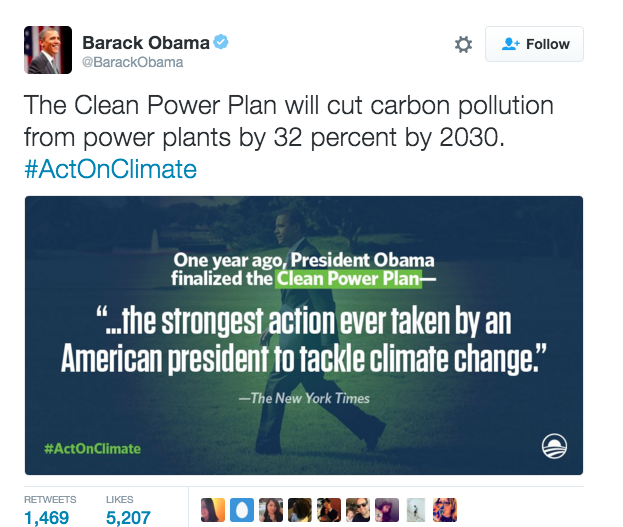 Barack Obama
@BarackObama
Follow
The Clean Power Plan will cut carbon pollution
from power plants by 32 percent by 2030.
#ActOnClimate
One year ago, President Obama
finalized the Clean Power Plan—
“...the strongest action ever taken by an
American president to tackle climate change.”
—The New York Times
#ActOnClimate
RETWEETS LIKES
1,469 5,207